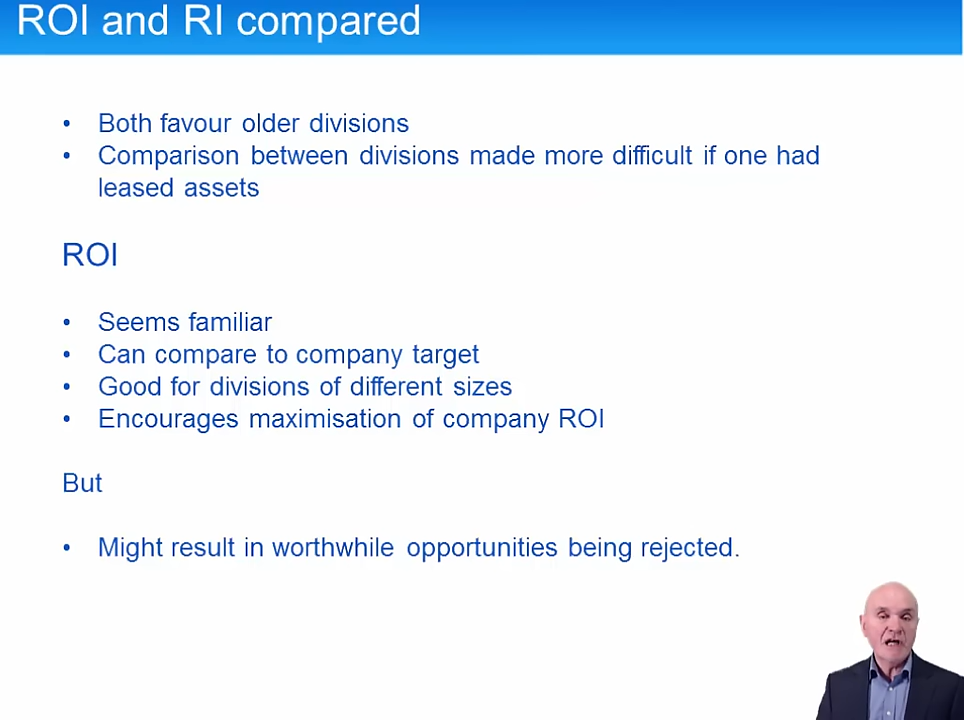 ROI and RI compared
• Both favour older divisions
• Comparison between divisions made more difficult if one had
leased assets
ROI
• Seems familiar
• Can compare to company target
• Good for divisions of different sizes
• Encourages maximisation of company ROI
But
• Might result in worthwhile opportunities being rejected.